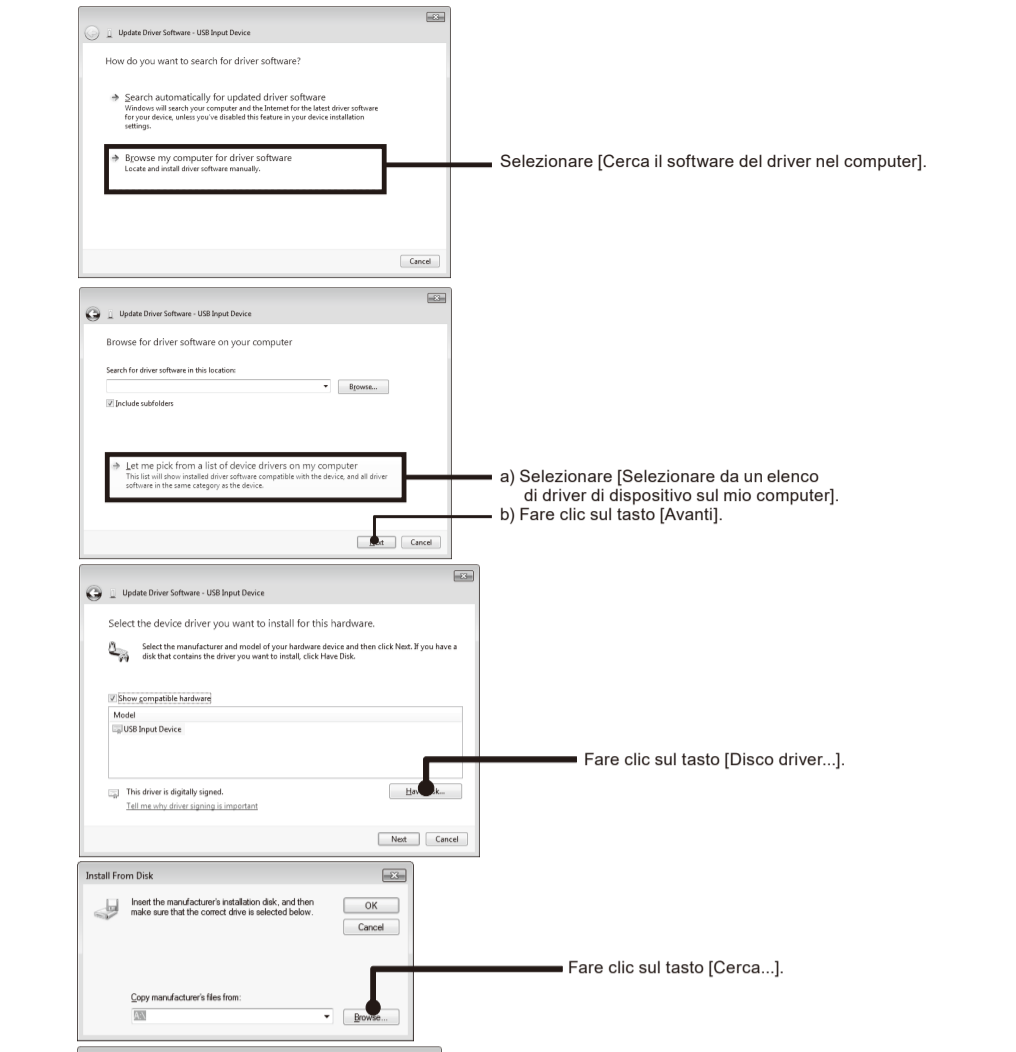 Update Driver Software - USB Input Device
How do you want to search for driver software?
Search automatically for updated driver software
Windows will search your computer and the Internet for the latest driver software
for your device, unless you've disabled this feature in your device installation
settings.
Browse my computer for driver software
Locate and install driver software manually.
Selezionare [Cerca il software del driver nel computer].
Cancel
Update Driver Software - USB Input Device
Browse for driver software on your computer
Search for driver software in this location:
Browse...
Include subfolders
Let me pick from a list of device drivers on my computer
This list will show installed driver software compatible with the device, and all driver
software in the same category as the device.
a) Selezionare [Selezionare da un elenco
di driver di dispositivo sul mio computer].
b) Fare clic sul tasto [Avanti].
Cancel
Update Driver Software - USB Input Device
Select the device driver you want to install for this hardware.
Select the manufacturer and model of your hardware device and then click Next. If you have a
disk that contains the driver you want to install, click Have Disk.
Show compatible hardware
Model
USB Input Device
Fare clic sul tasto [Disco driver...].
This driver is digitally signed.
Tell me why driver signing is important
Next Cancel
Install From Disk
Insert the manufacturer's installation disk, and then
make sure that the correct drive is selected below.
OK
Cancel
Fare clic sul tasto [Cerca...].
Copy manufacturer's files from:
A:\
Browse...